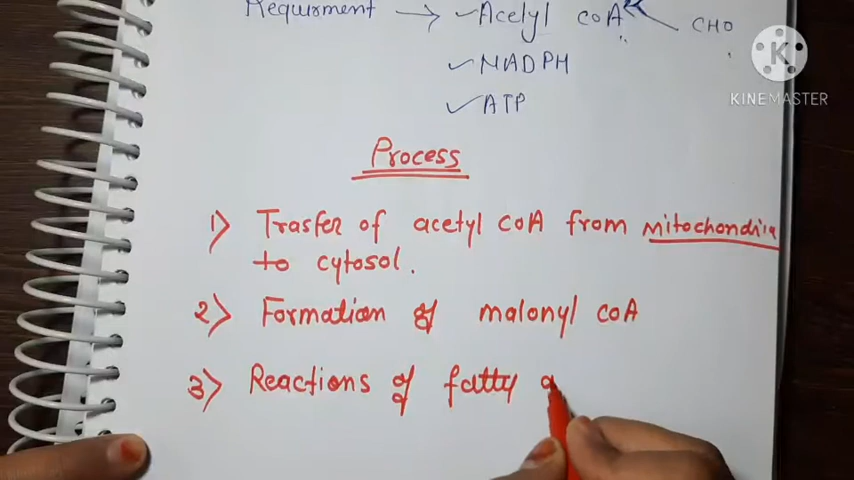 Requirment → ✓Acetyl coA
CHO
✓NADPH
✓ATP
K
KINEMASTER
Process
1> Trasfer of acetyl coA from mitochondria
to cytosol.
2> Formation of malonyl coA
3> Reactions of fatty a